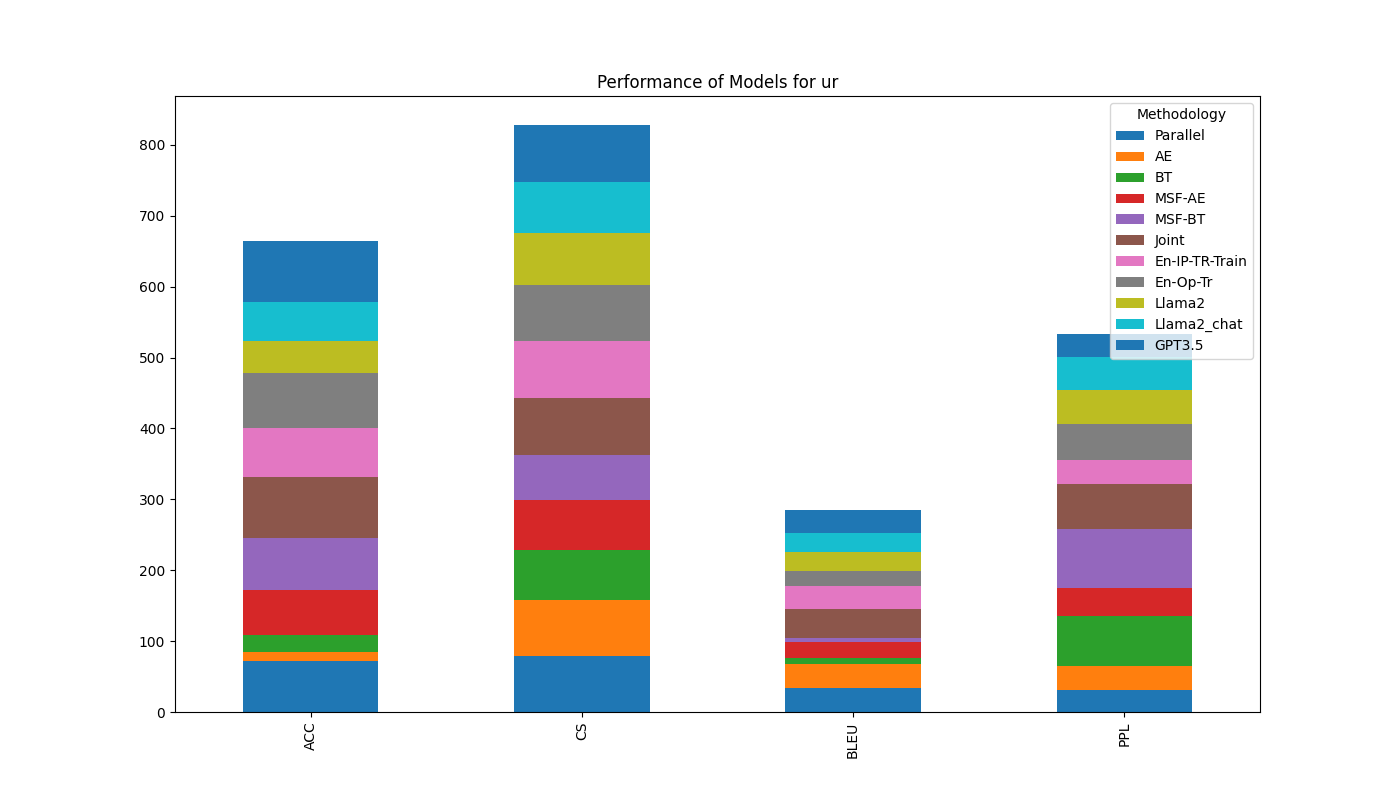 Performance of Models for ur
800
700
600
500
400
300
200
100
0
ACC
CS
BLEU
PPL
Methodology
Parallel
AE
BT
MSF-AE
MSF-BT
Joint
En-IP-TR-Train
En-Op-Tr
Llama2
Llama2_chat
GPT3.5